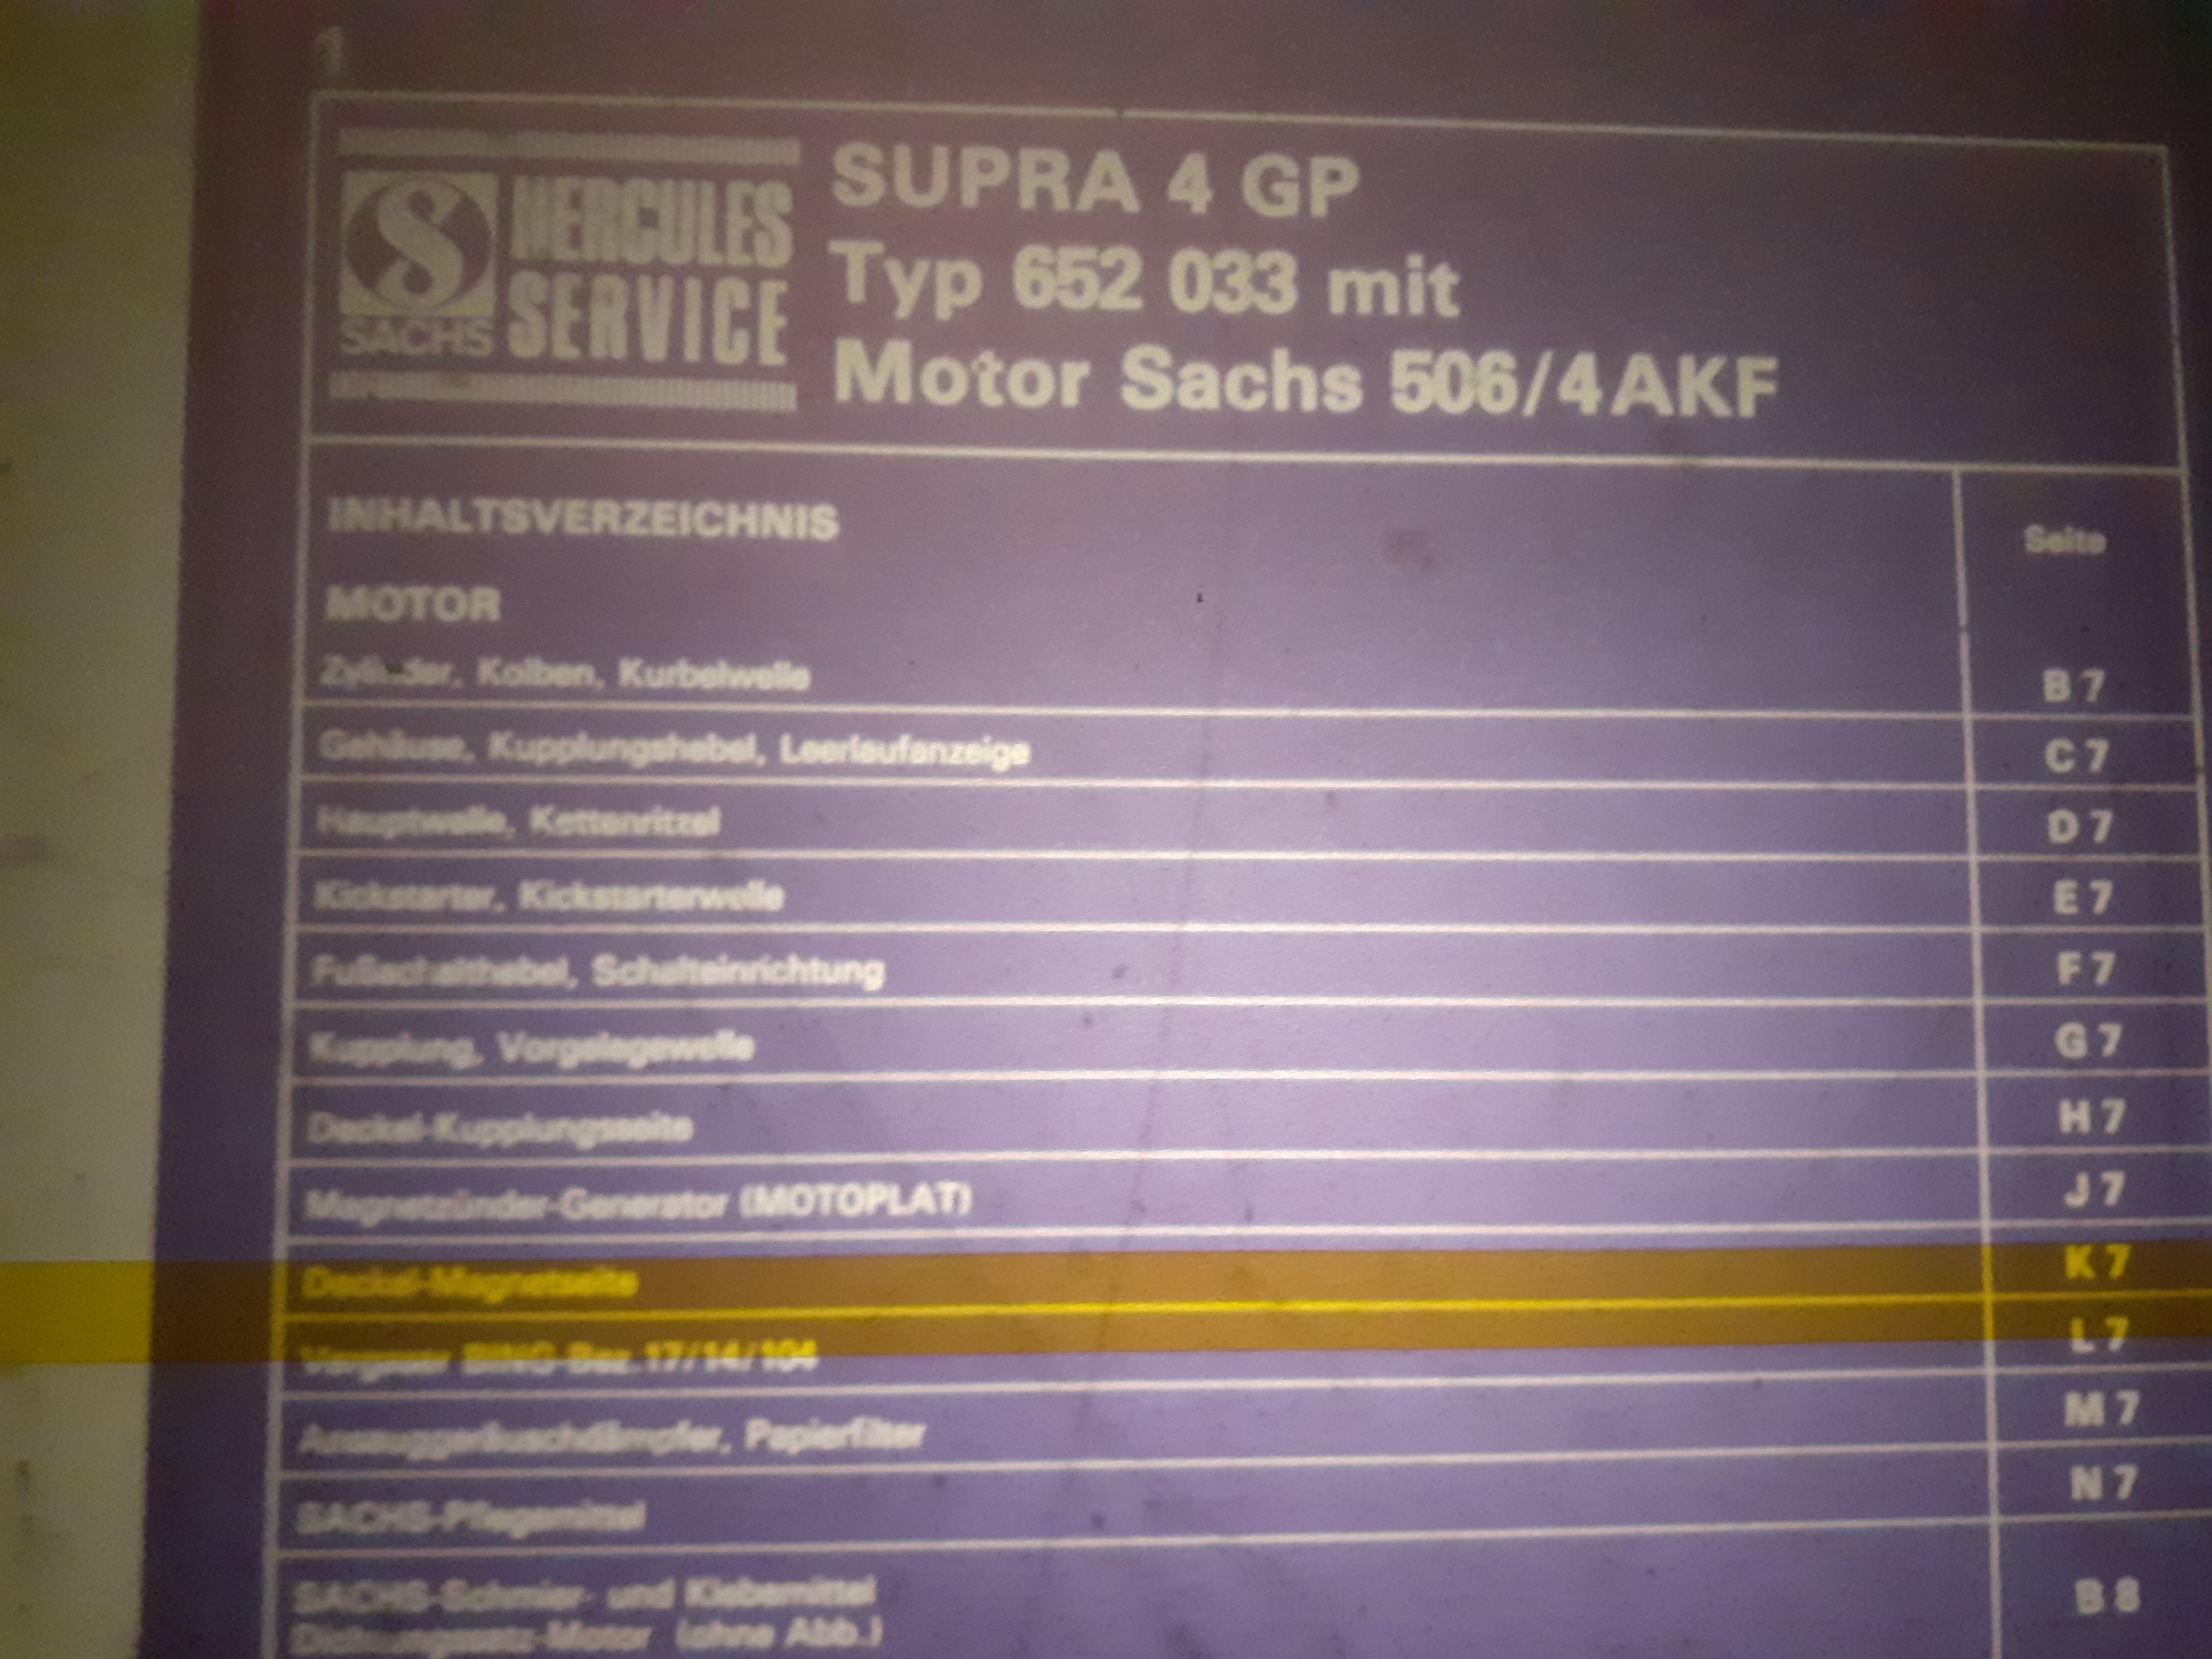 1
SACHS
HERCULES
SERVICE
SUPRA 4 GP
Typ 652 033 mit
Motor Sachs 506/4 AKF
INHALTSVERZEICHNIS
Seite
MOTOR
Zylinder, Kolben, Kurbelwelle B 7
Gehäuse, Kupplungshebel, Leerlaufanzeige C 7
Hauptwelle, Kettenritzel D 7
Kickstarter, Kickstarterwelle E 7
Fußschalthebel, Schalteinrichtung F 7
Kupplung, Vorgelegewelle G 7
Deckel-Kupplungsseite H 7
Magnetzünder-Generator (MOTOPLAT) J 7
Deckel-Magnetseite K 7
Vergaser BING-Bez. 17/14/104 L 7
Ansauggeräuschdämpfer, Papierfilter M 7
SACHS-Pflegemittel N 7
SACHS-Schmier- und Klebemittel
Dichtungssatz-Motor (ohne Abb.) B 8